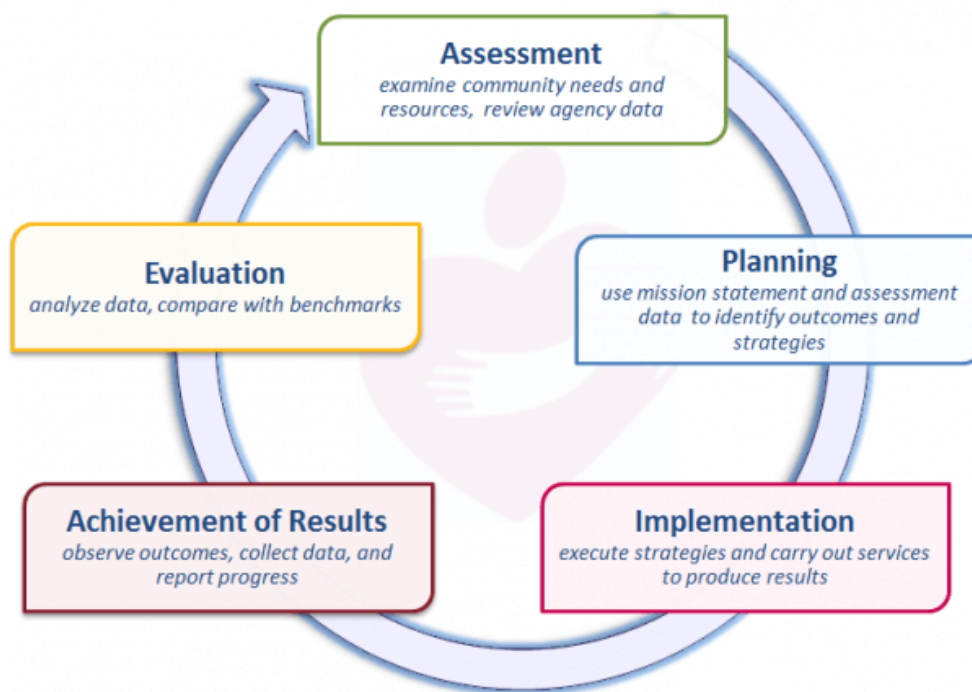 Assessment
examine community needs and
resources, review agency data
Planning
use mission statement and assessment
data to identify outcomes and
strategies
Implementation
execute strategies and carry out services
to produce results
Achievement of Results
observe outcomes, collect data, and
report progress
Evaluation
analyze data, compare with benchmarks